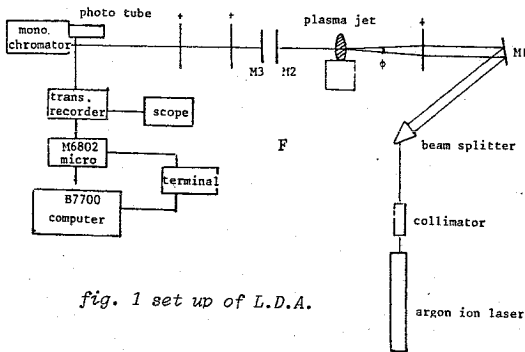 photo tube
mono.
chromator
+
+
plasma jet
+
M1
M3
M2
φ
trans.
recorder
scope
M6802
micro
terminal
B7700
computer
F
beam splitter
collimator
argon ion laser
fig. 1 set up of L.D.A.